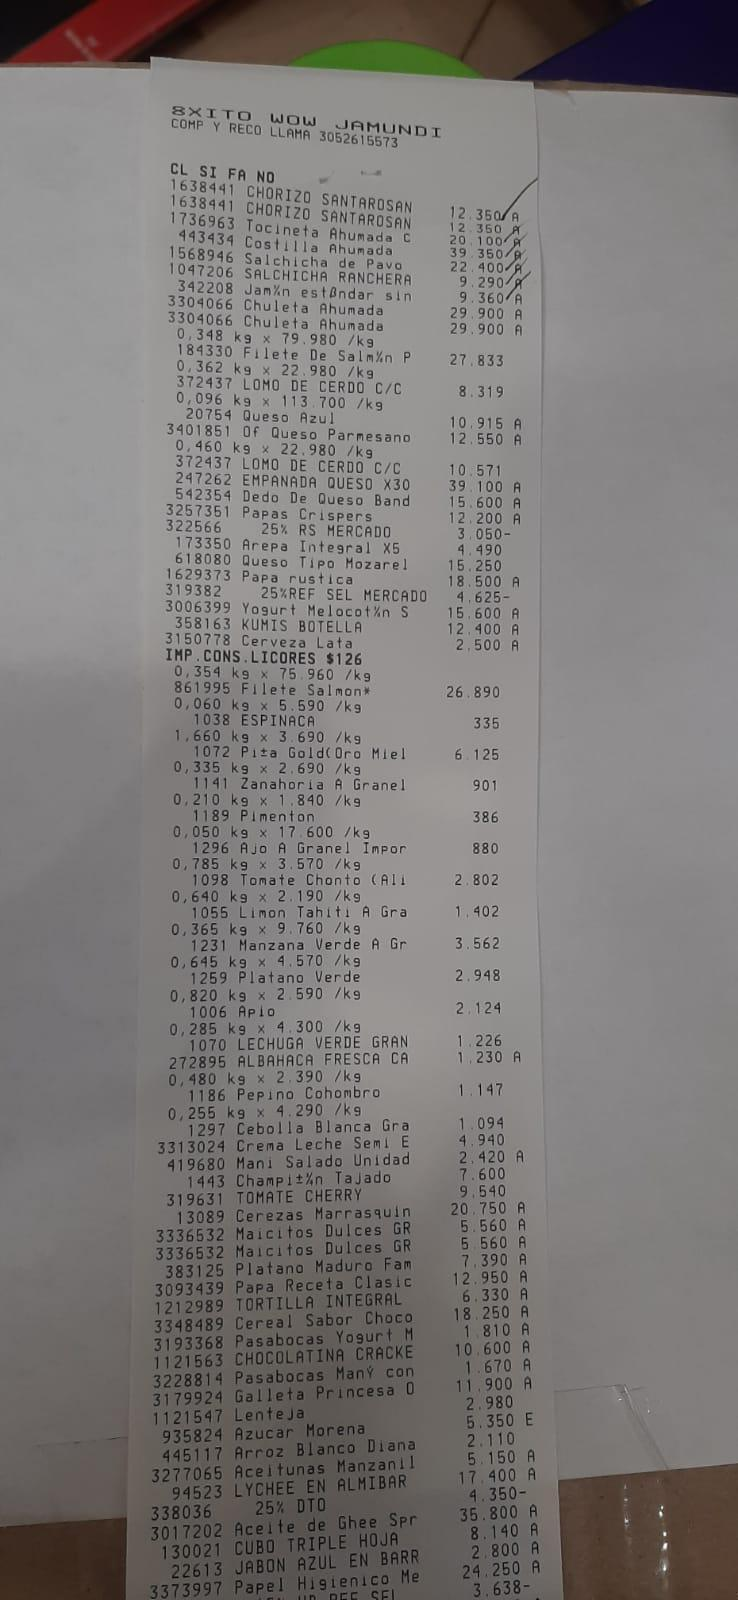 8XITO WOW JAMUNDI
COMP Y RECO LLAMA 3052615573
CL SI FA NO
1638441 CHORIZO SANTAROSAN 12.350 A
1638441 CHORIZO SANTAROSAN 12.350 A
1736963 Tocineta Ahumada C 20.100 A
443434 Costilla Ahumada 39.350 A
1568946 Salchicha de Pavo 22.400 A
1047206 SALCHICHA RANCHERA 9.290 A
342208 Jam¾n estßndar sin 9.360 A
3304066 Chuleta Ahumada 29.900 A
3304066 Chuleta Ahumada 29.900 A
0,348 kg x 79.980 /kg
184330 Filete De Salm¾n P 27.833
0,362 kg x 22.980 /kg
372437 LOMO DE CERDO C/C 8.319
0,096 kg x 113.700 /kg
20754 Queso Azul 10.915 A
3401851 Of Queso Parmesano 12.550 A
0,460 kg x 22.980 /kg
372437 LOMO DE CERDO C/C 10.571
247262 EMPANADA QUESO X30 39.100 A
542354 Dedo De Queso Band 15.600 A
3257351 Papas Crispers 12.200 A
322566 25% RS MERCADO 3.050-
173350 Arepa Integral X5 4.490
618080 Queso Tipo Mozarel 15.250
1629373 Papa rustica 18.500 A
319382 25%REF SEL MERCADO 4.625-
3006399 Yogurt Melocot¾n S 15.600 A
358163 KUMIS BOTELLA 12.400 A
3150778 Cerveza Lata 2.500 A
IMP.CONS.LICORES $126
0,354 kg x 75.960 /kg
861995 Filete Salmon* 26.890
0,060 kg x 5.590 /kg
1038 ESPINACA 335
1,660 kg x 3.690 /kg
1072 Pi±a Gold(Oro Miel 6.125
0,335 kg x 2.690 /kg
1141 Zanahoria A Granel 901
0,210 kg x 1.840 /kg
1189 Pimenton 386
0,050 kg x 17.600 /kg
1296 Ajo A Granel Impor 880
0,785 kg x 3.570 /kg
1098 Tomate Chonto (Ali 2.802
0,640 kg x 2.190 /kg
1055 Limon Tahiti A Gra 1.402
0,365 kg x 9.760 /kg
1231 Manzana Verde A Gr 3.562
0,645 kg x 4.570 /kg
1259 Platano Verde 2.948
0,820 kg x 2.590 /kg
1006 Apio 2.124
0,285 kg x 4.300 /kg
1070 LECHUGA VERDE GRAN 1.226
272895 ALBAHACA FRESCA CA 1.230 A
0,480 kg x 2.390 /kg
1186 Pepino Cohombro 1.147
0,255 kg x 4.290 /kg
1297 Cebolla Blanca Gra 1.094
3313024 Crema Leche Semi E 4.940
419680 Mani Salado Unidad 2.420 A
1443 Champi±¾n Tajado 7.600
319631 TOMATE CHERRY 9.540
13089 Cerezas Marrasquin 20.750 A
3336532 Maicitos Dulces GR 5.560 A
3336532 Maicitos Dulces GR 5.560 A
383125 Platano Maduro Fam 7.390 A
3093439 Papa Receta Clasic 12.950 A
1212989 TORTILLA INTEGRAL 6.330 A
3348489 Cereal Sabor Choco 18.250 A
3193368 Pasabocas Yogurt M 1.810 A
1121563 CHOCOLATINA CRACKE 10.600 A
3228814 Pasabocas ManÝ con 1.670 A
3179924 Galleta Princesa O 11.900 A
1121547 Lenteja 2.980
935824 Azucar Morena 5.350 E
445117 Arroz Blanco Diana 2.110
3277065 Aceitunas Manzanil 5.150 A
94523 LYCHEE EN ALMIBAR 17.400 A
338036 25% DTO 4.350-
3017202 Aceite de Ghee Spr 35.800 A
130021 CUBO TRIPLE HOJA 8.140 A
22613 JABON AZUL EN BARR 2.800 A
3373997 Papel Higienico Me 24.250 A
3.638-